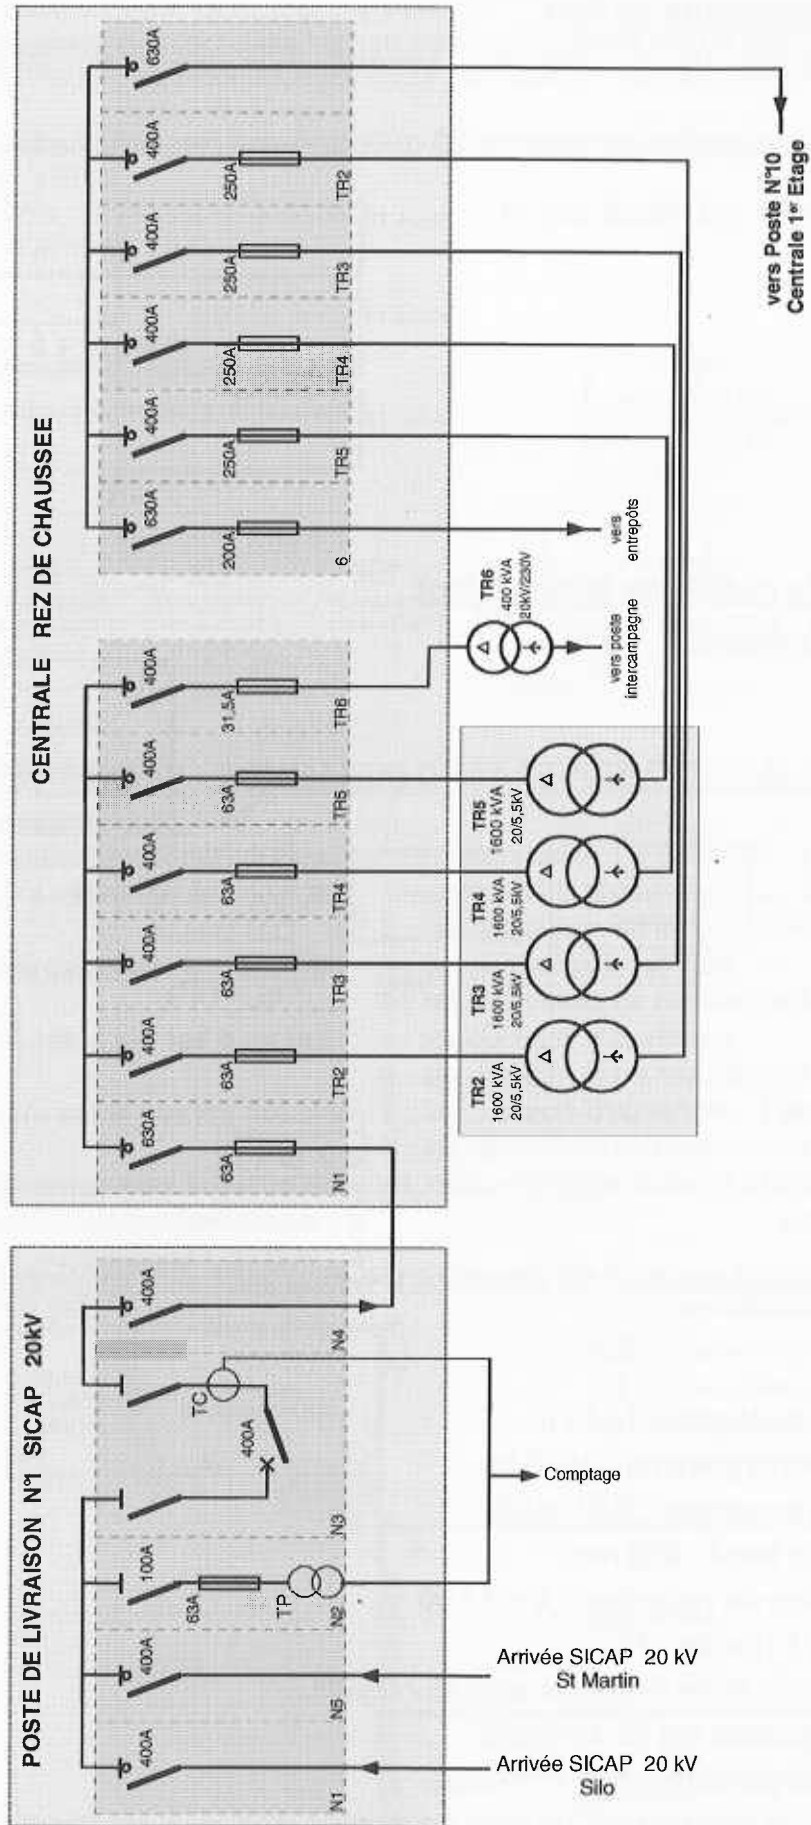 POSTE DE LIVRAISON N°1 SICAP 20kV
400A
N1
400A
N5
100A
63A
TP
N2
N3
400A
TC
400A
N4
Arrivée SICAP 20 kV
Silo
Arrivée SICAP 20 kV
St Martin
Comptage
CENTRALE REZ DE CHAUSSEE
630A
63A
N1
400A
63A
TR2
400A
63A
TR3
400A
63A
TR4
400A
63A
TR5
400A
31,5A
TR6
630A
200A
6
400A
250A
TR5
400A
250A
TR4
400A
250A
TR3
400A
250A
TR2
630A
TR2
1600 kVA
20/5,5kV
TR3
1600 kVA
20/5,5kV
TR4
1600 kVA
20/5,5kV
TR5
1600 kVA
20/5,5kV
TR6
400 kVA
20kV/230V
vers poste
intercampagne
vers
entrepôts
vers Poste N°10
Centrale 1er Etage